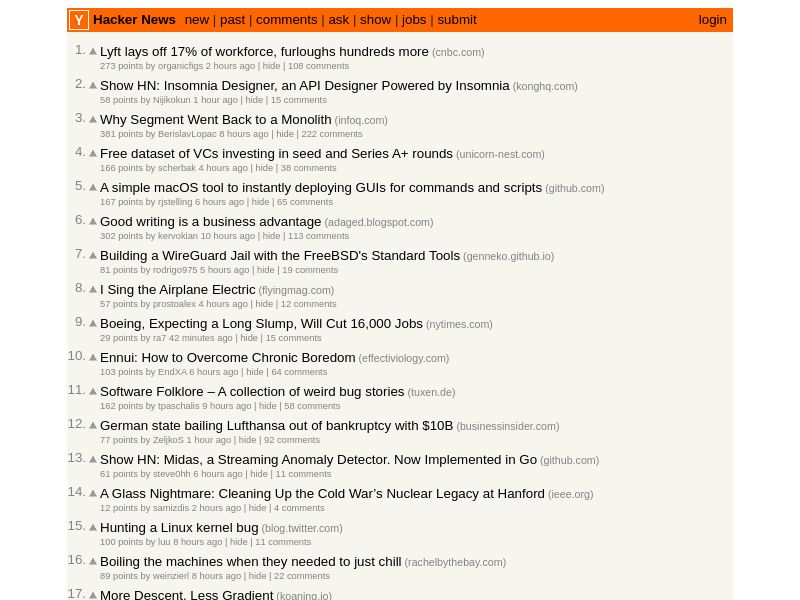 Y Hacker News new | past | comments | ask | show | jobs | submit login
1. Lyft lays off 17% of workforce, furloughs hundreds more (cnbc.com)
273 points by organicfigs 2 hours ago | hide | 108 comments
2. Show HN: Insomnia Designer, an API Designer Powered by Insomnia (konghq.com)
58 points by Nijikokun 1 hour ago | hide | 15 comments
3. Why Segment Went Back to a Monolith (infoq.com)
381 points by BerislavLopac 8 hours ago | hide | 222 comments
4. Free dataset of VCs investing in seed and Series A+ rounds (unicorn-nest.com)
166 points by scherbak 4 hours ago | hide | 38 comments
5. A simple macOS tool to instantly deploying GUIs for commands and scripts (github.com)
167 points by rjstelling 6 hours ago | hide | 65 comments
6. Good writing is a business advantage (adaged.blogspot.com)
302 points by kervokian 10 hours ago | hide | 113 comments
7. Building a WireGuard Jail with the FreeBSD's Standard Tools (genneko.github.io)
81 points by rodrigo975 5 hours ago | hide | 19 comments
8. I Sing the Airplane Electric (flyingmag.com)
57 points by prostoalex 4 hours ago | hide | 12 comments
9. Boeing, Expecting a Long Slump, Will Cut 16,000 Jobs (nytimes.com)
29 points by ra7 42 minutes ago | hide | 15 comments
10. Ennui: How to Overcome Chronic Boredom (effectiviology.com)
103 points by EndXA 6 hours ago | hide | 64 comments
11. Software Folklore – A collection of weird bug stories (tuxen.de)
162 points by tpaschalis 9 hours ago | hide | 58 comments
12. German state bailing Lufthansa out of bankruptcy with $10B (businessinsider.com)
77 points by ZeljkoS 1 hour ago | hide | 92 comments
13. Show HN: Midas, a Streaming Anomaly Detector. Now Implemented in Go (github.com)
61 points by steve0hh 6 hours ago | hide | 11 comments
14. A Glass Nightmare: Cleaning Up the Cold War’s Nuclear Legacy at Hanford (ieee.org)
12 points by samizdis 2 hours ago | hide | 4 comments
15. Hunting a Linux kernel bug (blog.twitter.com)
100 points by luu 8 hours ago | hide | 11 comments
16. Boiling the machines when they needed to just chill (rachelbythebay.com)
89 points by weinzierl 8 hours ago | hide | 22 comments
17. More Descent, Less Gradient (koaning.io)